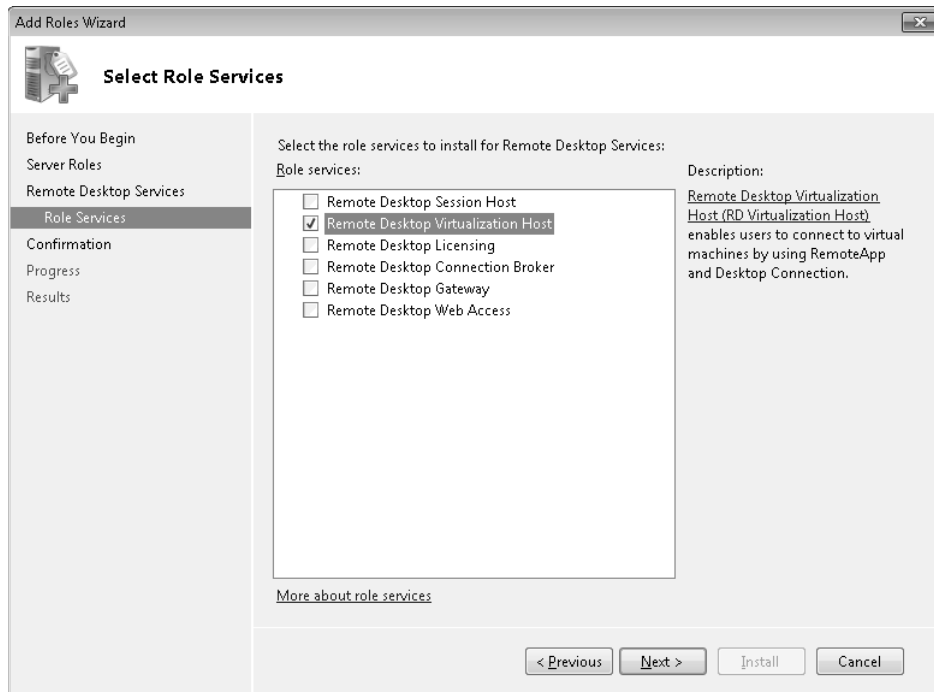 Add Roles Wizard
Select Role Services
Before You Begin
Server Roles
Remote Desktop Services
Role Services
Confirmation
Progress
Results
Select the role services to install for Remote Desktop Services:
Role services:
Remote Desktop Session Host
Remote Desktop Virtualization Host
Remote Desktop Licensing
Remote Desktop Connection Broker
Remote Desktop Gateway
Remote Desktop Web Access
More about role services
Description:
Remote Desktop Virtualization
Host (RD Virtualization Host)
enables users to connect to virtual
machines by using RemoteApp
and Desktop Connection.
< Previous
Next >
Install
Cancel